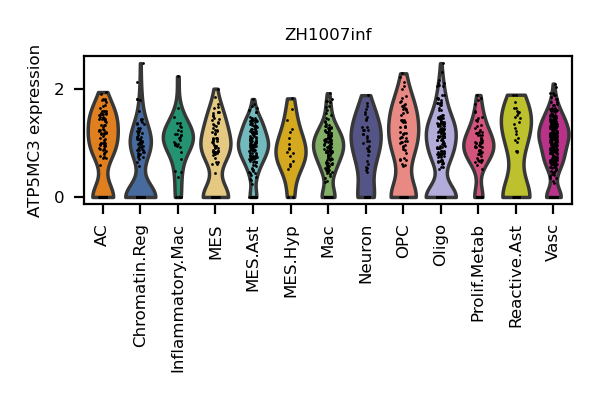 ZH1007inf
ATP5MC3 expression
2
0
AC
Chromatin.Reg
Inflammatory.Mac
MES
MES.Ast
MES.Hyp
Mac
Neuron
OPC
Oligo
Prolif.Metab
Reactive.Ast
Vasc